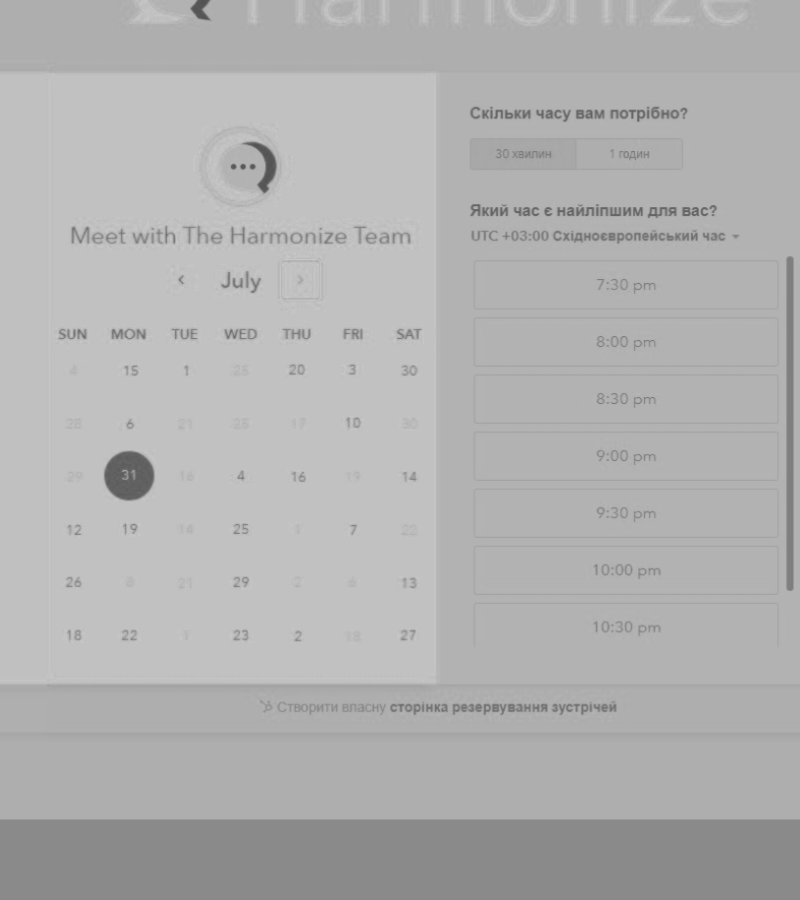 Harmonize
Meet with The Harmonize Team
July
SUN MON TUE WED THU FRI SAT
4 15 1 20 3 30
28 6 21 25 17 10 30
29 31 16 4 16 19 14
12 19 18 25 7
26 8 21 29 2 6 13
18 22 1 23 2 18 27
Скільки часу вам потрібно?
30 хвилин 1 годин
Який час є найліпшим для вас?
UTC +03:00 Східноєвропейський час
7:30 pm
8:00 pm
8:30 pm
9:00 pm
9:30 pm
10:00 pm
10:30 pm
Створити власну сторінка резервування зустрічей